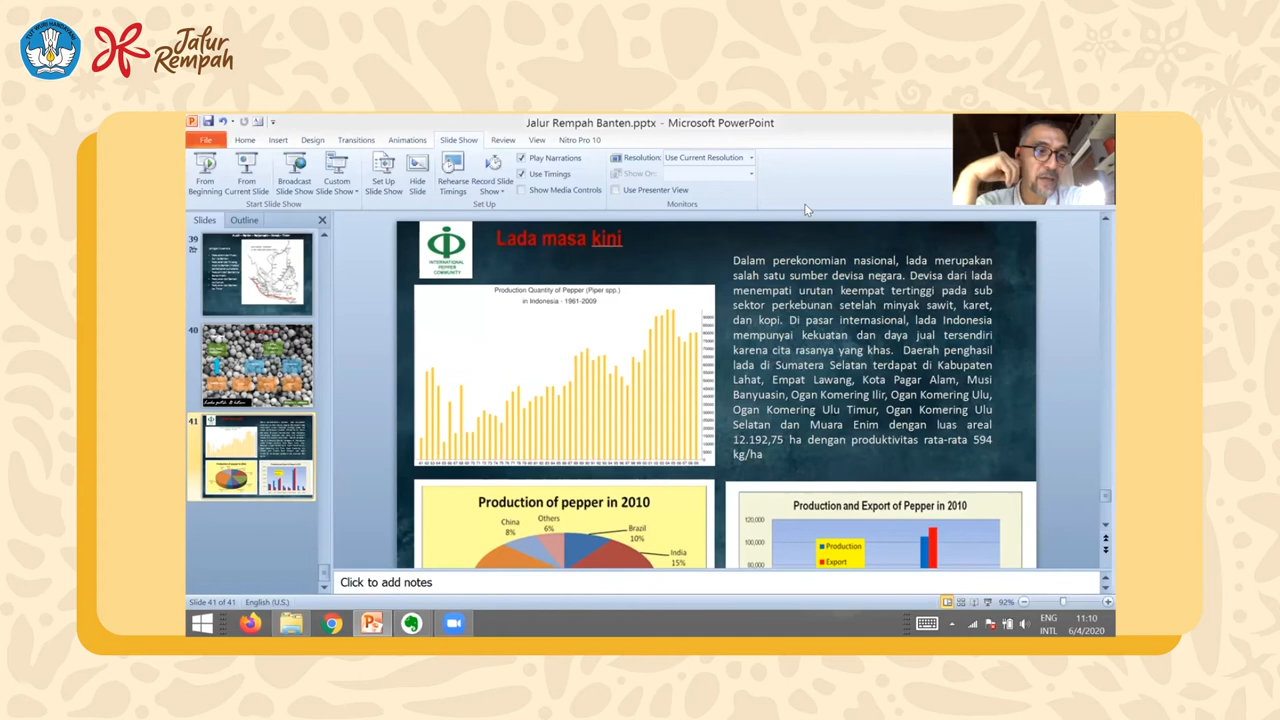 TUT WURI HANDAYANI
Jalur
Rempah
Jalur Rempah Banten.pptx - Microsoft PowerPoint
File Home Insert Design Transitions Animations Slide Show Review View Nitro Pro 10
From Beginning
From Current Slide
Broadcast Slide Show
Custom Slide Show
Set Up Slide Show
Hide Slide
Rehearse Timings
Record Slide Show
Play Narrations
Use Timings
Show Media Controls
Resolution: Use Current Resolution
Show On:
Use Presenter View
Start Slide Show
Set Up
Monitors
Slides Outline
39
40
41
INTERNATIONAL
PEPPER
COMMUNITY
Lada masa kini
Production Quantity of Pepper (Piper spp.)
in Indonesia - 1961-2009
Dalam perekonomian nasional, lada merupakan
salah satu sumber devisa negara. Devisa dari lada
menempati urutan keempat tertinggi pada sub
sektor perkebunan setelah minyak sawit, karet,
dan kopi. Di pasar internasional, lada Indonesia
mempunyai kekuatan dan daya jual tersendiri
karena cita rasanya yang khas. Daerah penghasil
lada di Sumatera Selatan terdapat di Kabupaten
Lahat, Empat Lawang, Kota Pagar Alam, Musi
Banyuasin, Ogan Komering Ilir, Ogan Komering Ulu,
Ogan Komering Ulu Timur, Ogan Komering Ulu
Selatan dan Muara Enim dengan luas areal
12.192,75 ha dengan produktivitas rata-rata 594
kg/ha
Production of pepper in 2010
China
8%
Others
6%
Brazil
10%
India
15%
Production and Export of Pepper in 2010
120,000
100,000
80,000
Production
Export
Click to add notes
Slide 41 of 41 English (U.S.) 92%
ENG
INTL
11:10
6/4/2020